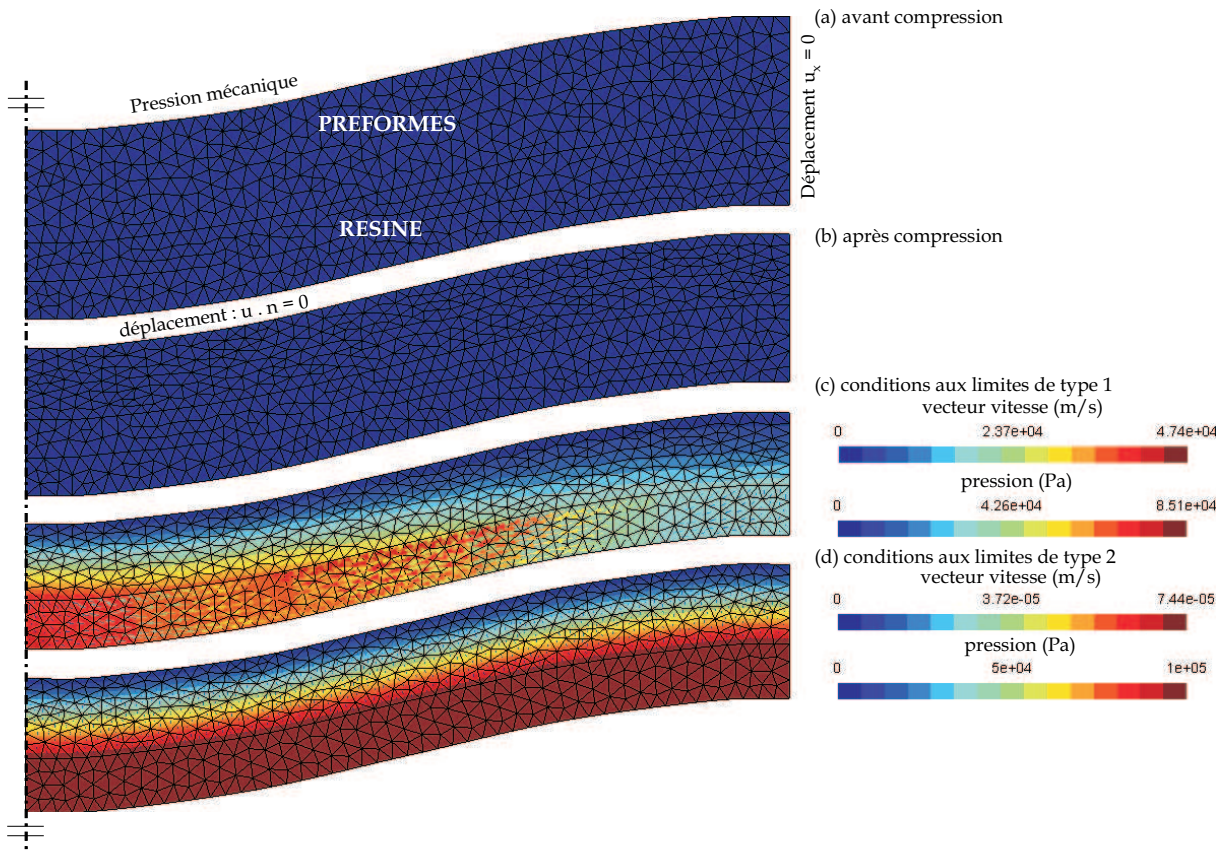 (a) avant compression
Déplacement u_x = 0
Pression mécanique
PREFORMES
RESINE
(b) après compression
déplacement : u . n = 0
(c) conditions aux limites de type 1
vecteur vitesse (m/s)
0 2.37e+04 4.74e+04
pression (Pa)
0 4.26e+04 8.51e+04
(d) conditions aux limites de type 2
vecteur vitesse (m/s)
0 3.72e-05 7.44e-05
pression (Pa)
0 5e+04 1e+05